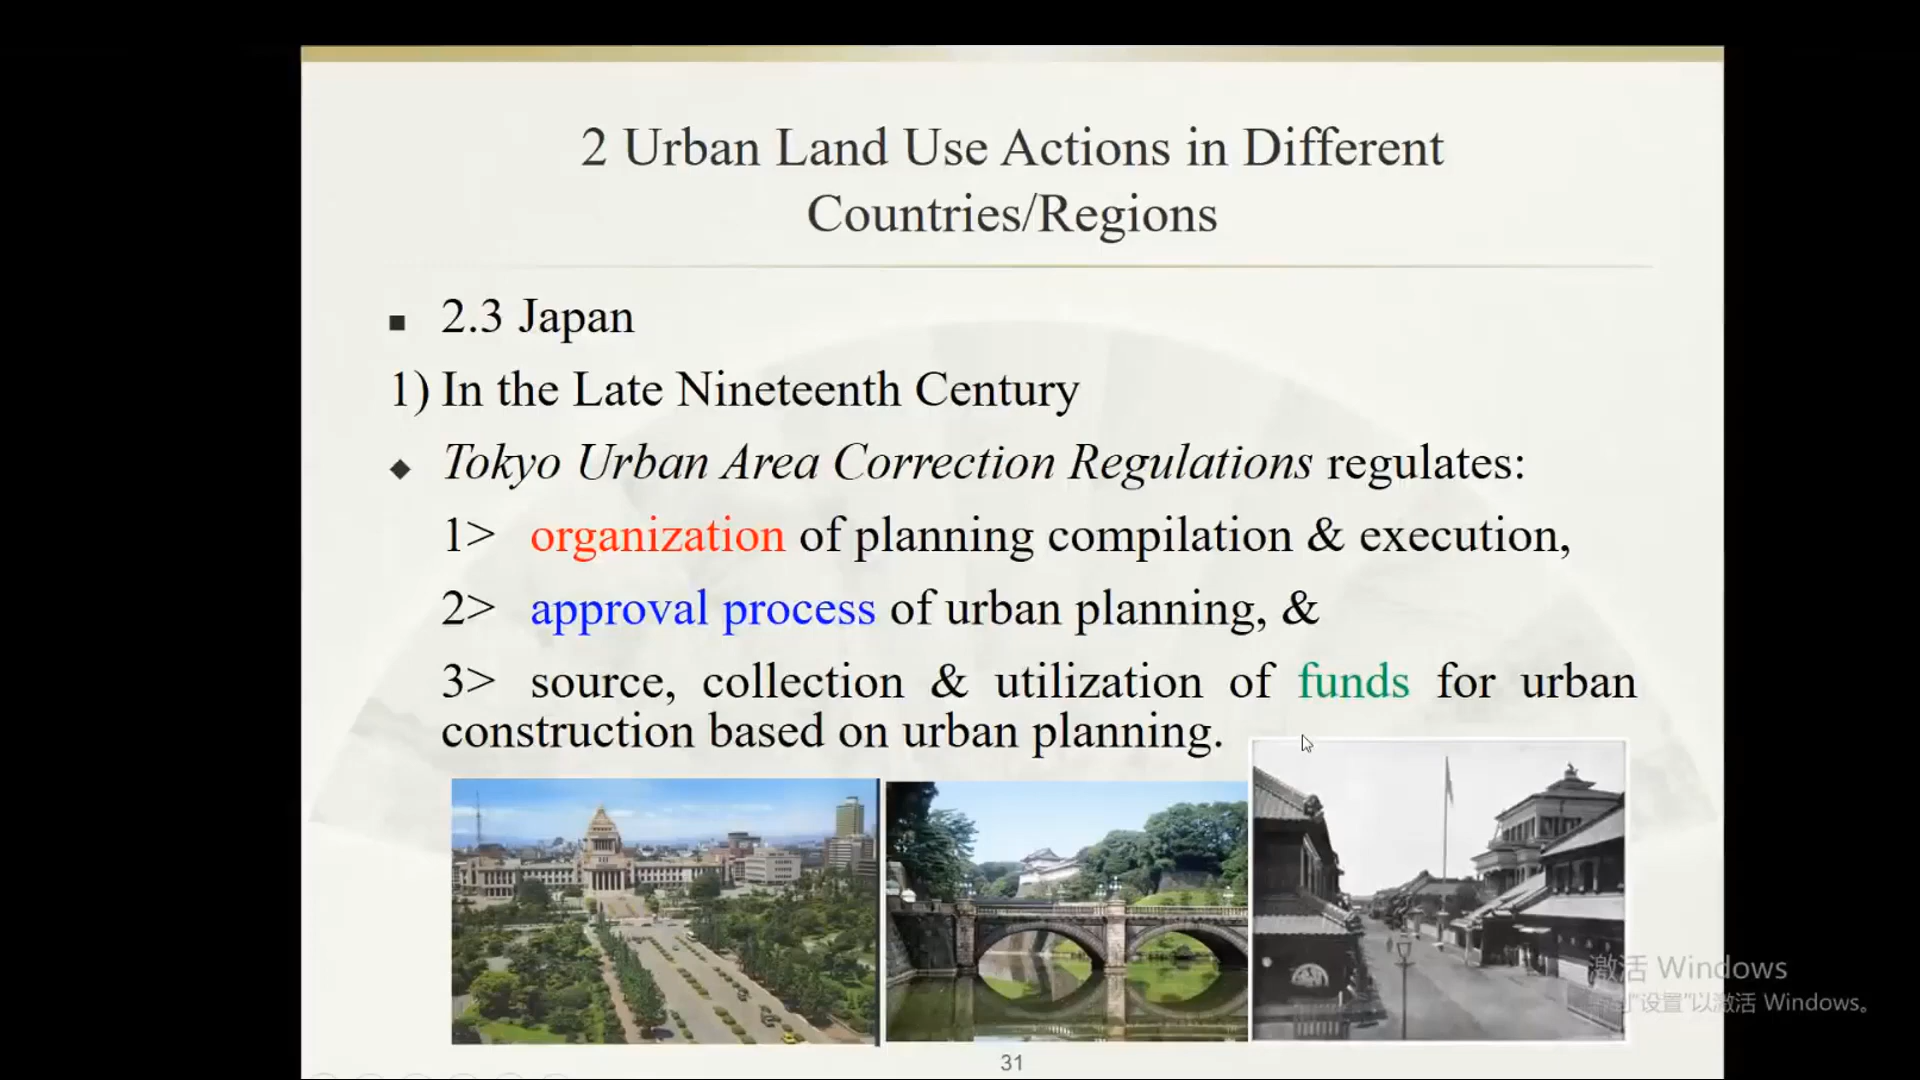 2 Urban Land Use Actions in Different
Countries/Regions
■ 2.3 Japan
1) In the Late Nineteenth Century
◆ Tokyo Urban Area Correction Regulations regulates:
1> organization of planning compilation & execution,
2> approval process of urban planning, &
3> source, collection & utilization of funds for urban
construction based on urban planning.
激活 Windows
转到“设置”以激活 Windows。
31